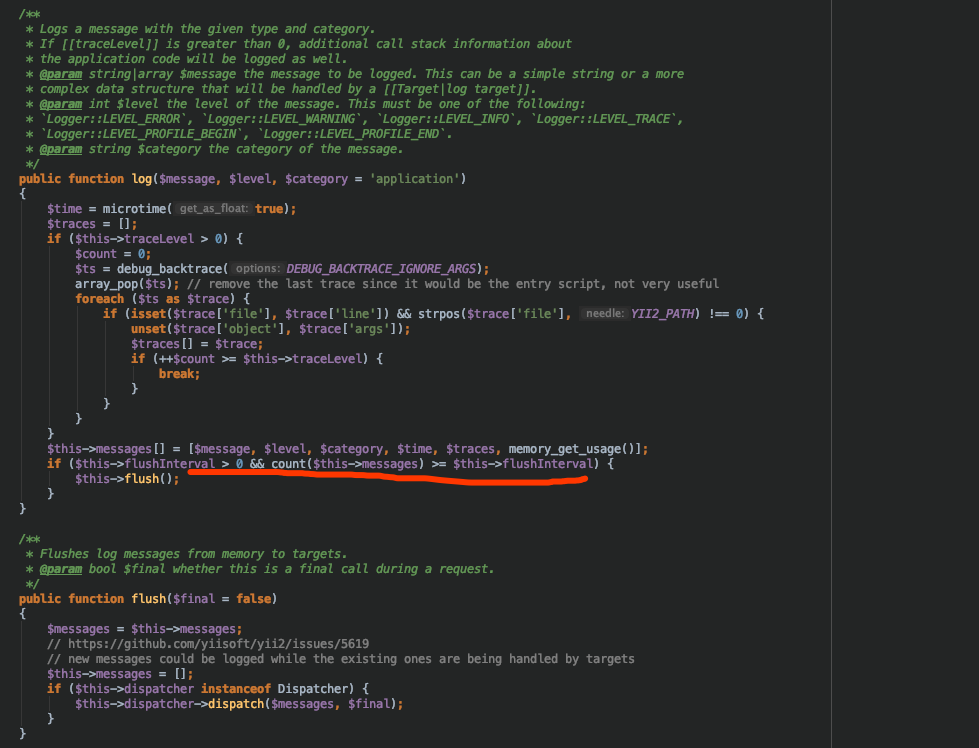 /**
 * Logs a message with the given type and category.
 * If [[traceLevel]] is greater than 0, additional call stack information about
 * the application code will be logged as well.
 * @param string|array $message the message to be logged. This can be a simple string or a more
 * complex data structure that will be handled by a [[Target|log target]].
 * @param int $level the level of the message. This must be one of the following:
 * `Logger::LEVEL_ERROR`, `Logger::LEVEL_WARNING`, `Logger::LEVEL_INFO`, `Logger::LEVEL_TRACE`,
 * `Logger::LEVEL_PROFILE_BEGIN`, `Logger::LEVEL_PROFILE_END`.
 * @param string $category the category of the message.
 */
public function log($message, $level, $category = 'application')
{
    $time = microtime( get_as_float: true);
    $traces = [];
    if ($this->traceLevel > 0) {
        $count = 0;
        $ts = debug_backtrace( options: DEBUG_BACKTRACE_IGNORE_ARGS);
        array_pop($ts); // remove the last trace since it would be the entry script, not very useful
        foreach ($ts as $trace) {
            if (isset($trace['file'], $trace['line']) && strpos($trace['file'], needle: YII2_PATH) !== 0) {
                unset($trace['object'], $trace['args']);
                $traces[] = $trace;
                if (++$count >= $this->traceLevel) {
                    break;
                }
            }
        }
    }
    $this->messages[] = [$message, $level, $category, $time, $traces, memory_get_usage()];
    if ($this->flushInterval > 0 && count($this->messages) >= $this->flushInterval) {
        $this->flush();
    }
}
/**
 * Flushes log messages from memory to targets.
 * @param bool $final whether this is a final call during a request.
 */
public function flush($final = false)
{
    $messages = $this->messages;
    // https://github.com/yiisoft/yii2/issues/5619
    // new messages could be logged while the existing ones are being handled by targets
    $this->messages = [];
    if ($this->dispatcher instanceof Dispatcher) {
        $this->dispatcher->dispatch($messages, $final);
    }
}